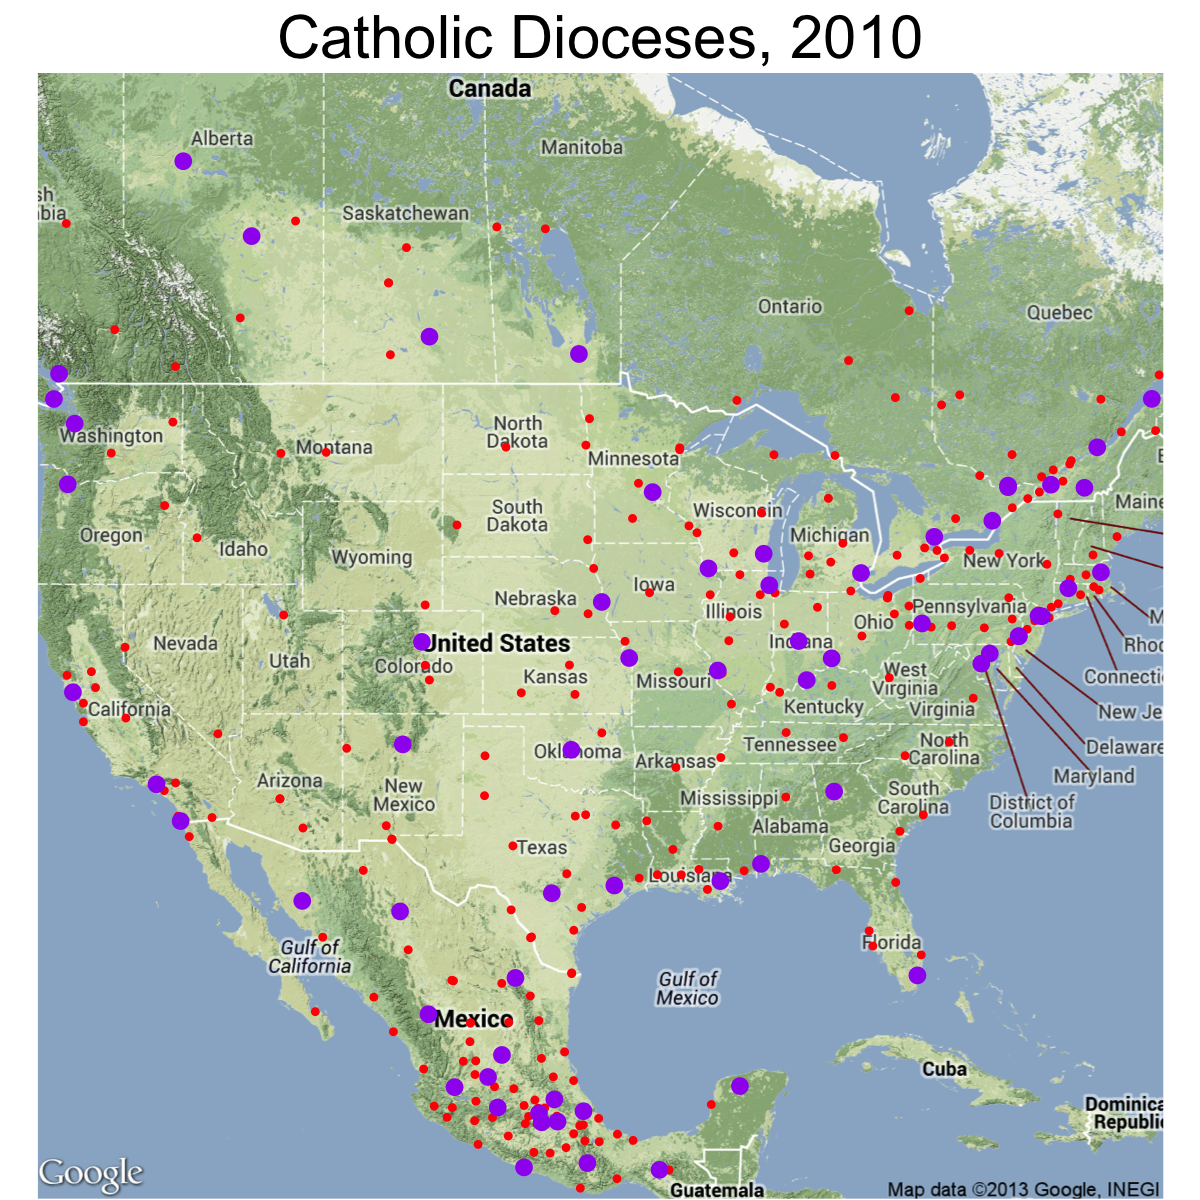 Catholic Dioceses, 2010
Canada
Alberta
Manitoba
sh
bia
Saskatchewan
Ontario
Quebec
Washington
Montana
North
Dakota
Minnesota
E
Maine
Oregon
Idaho
South
Dakota
Wisconsin
Michigan
Wyoming
New York
Iowa
Nebraska
Illinois
Pennsylvania
M
Ohio
Rhod
Nevada
United States
Indiana
Utah
Colorado
Kansas
Missouri
West
Virginia
Connecti
California
Kentucky
Virginia
New Je
Oklahoma
Tennessee
North
Carolina
Delaware
Arkansas
Arizona
New
Mexico
Maryland
Mississippi
South
Carolina
District of
Columbia
Alabama
Texas
Georgia
Louisiana
Gulf of
California
Florida
Gulf of
Mexico
Mexico
Cuba
Dominica
Republic
Google
Guatemala
Map data ©2013 Google, INEGI